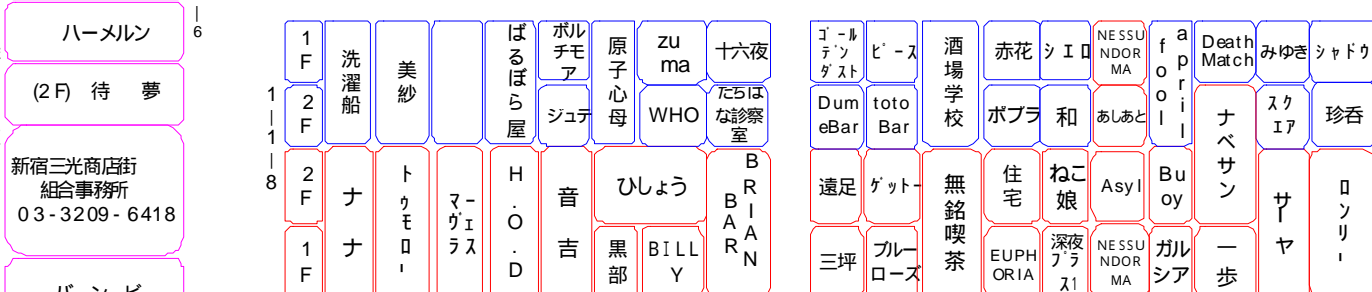 ハーメルン
(2F) 待 夢
新宿三光商店街
組合事務所
03-3209-6418
6
1-1-8
1F
洗濯船
美紗
ばるぼら屋
ボルチモア
原子心母
zuma
十六夜
2F
ジュテ
WHO
たちばな診察室
2F
ナナ
トゥモロー
マーヴェラス
H.O.D
音吉
ひしょう
BRIAN BAR
1F
黒部
BILLY
ゴールデンダスト
ピース
酒場学校
赤花
シエロ
NESSUNDORMA
april fool
Death Match
みゆき
シャドウ
Dume Bar
toto Bar
ポプラ
和
あしあと
ナベサン
スクエア
珍呑
遠足
ゲットー
無銘喫茶
住宅
ねこ娘
Asyl
Buoy
サーヤ
ロンリー
三坪
ブルーローズ
EUPHORIA
深夜プラス1
NESSUNDORMA
ガルシア
一歩